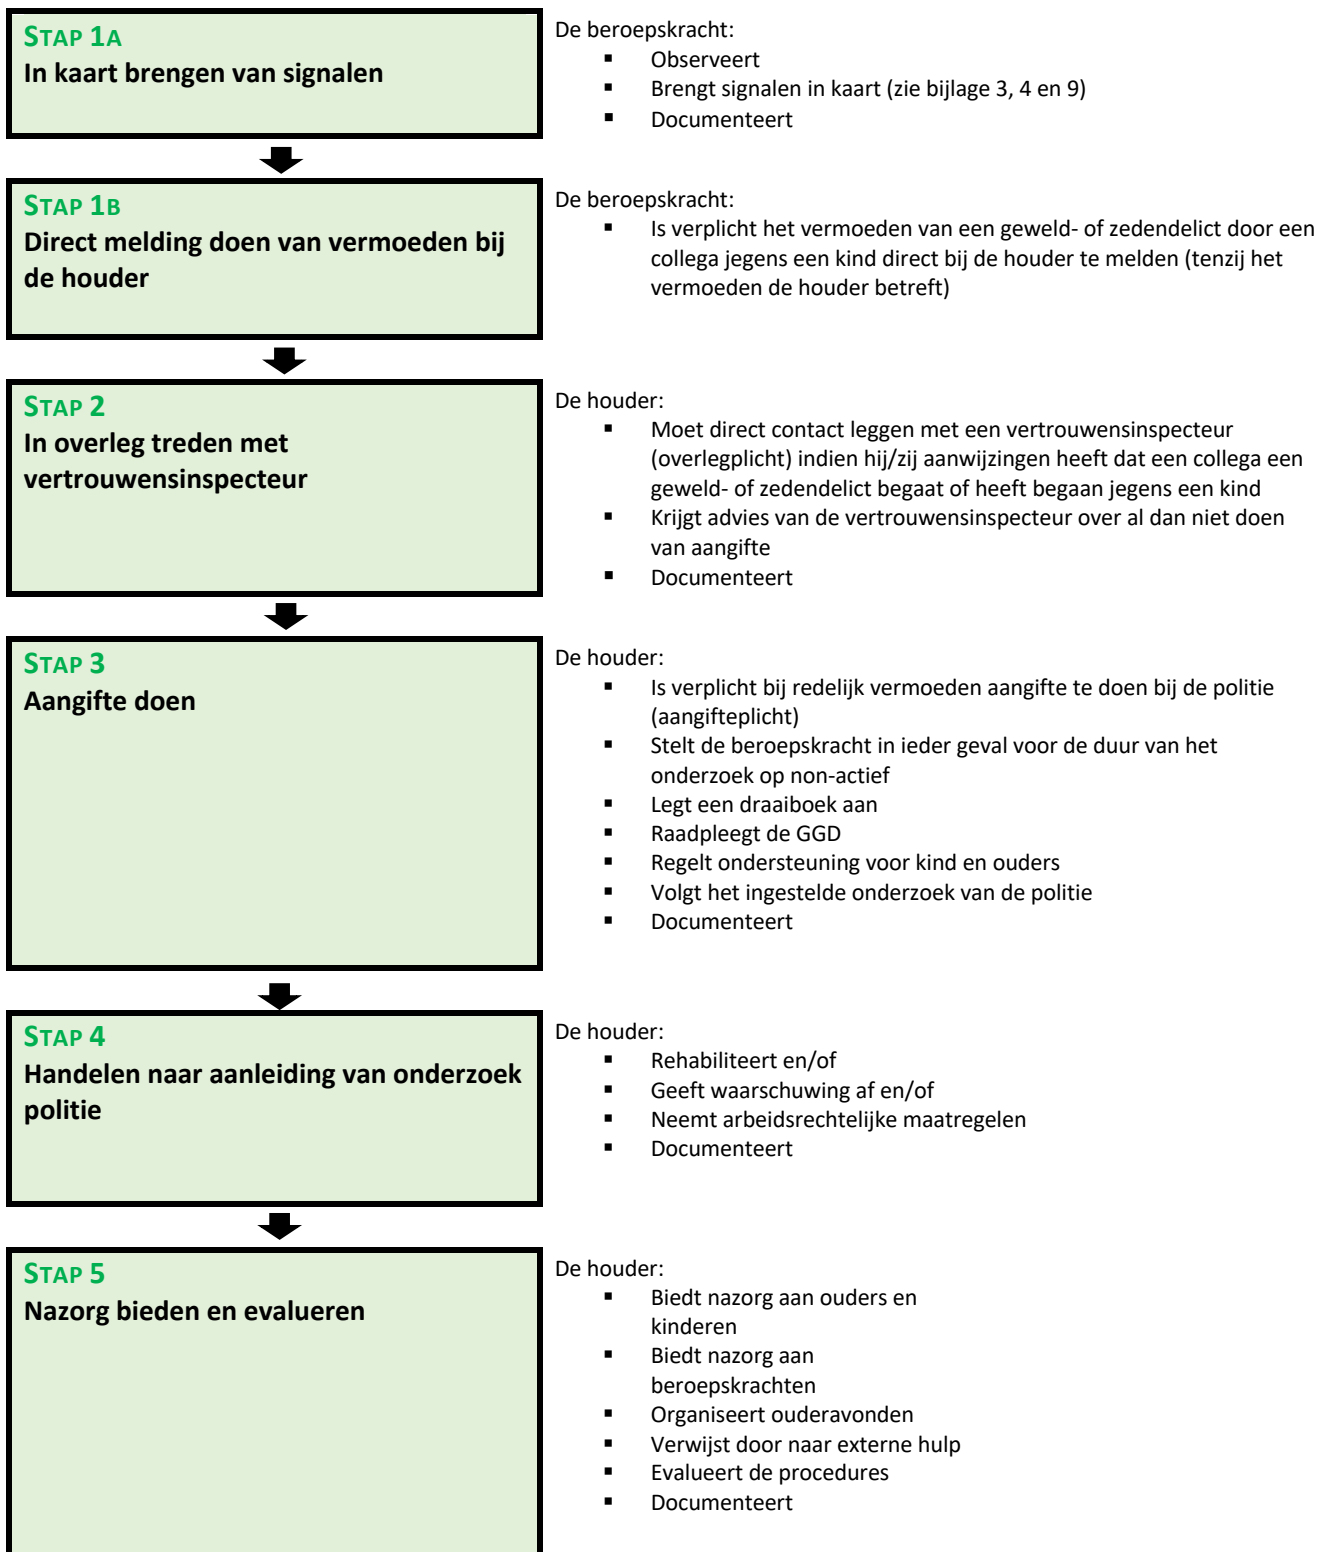 STAP 1A
In kaart brengen van signalen
De beroepskracht:
▪ Observeert
▪ Brengt signalen in kaart (zie bijlage 3, 4 en 9)
▪ Documenteert
STAP 1B
Direct melding doen van vermoeden bij
de houder
De beroepskracht:
▪ Is verplicht het vermoeden van een geweld- of zedendelict door een
collega jegens een kind direct bij de houder te melden (tenzij het
vermoeden de houder betreft)
STAP 2
In overleg treden met
vertrouwensinspecteur
De houder:
▪ Moet direct contact leggen met een vertrouwensinspecteur
(overlegplicht) indien hij/zij aanwijzingen heeft dat een collega een
geweld- of zedendelict begaat of heeft begaan jegens een kind
▪ Krijgt advies van de vertrouwensinspecteur over al dan niet doen
van aangifte
▪ Documenteert
STAP 3
Aangifte doen
De houder:
▪ Is verplicht bij redelijk vermoeden aangifte te doen bij de politie
(aangifteplicht)
▪ Stelt de beroepskracht in ieder geval voor de duur van het
onderzoek op non-actief
▪ Legt een draaiboek aan
▪ Raadpleegt de GGD
▪ Regelt ondersteuning voor kind en ouders
▪ Volgt het ingestelde onderzoek van de politie
▪ Documenteert
STAP 4
Handelen naar aanleiding van onderzoek
politie
De houder:
▪ Rehabiliteert en/of
▪ Geeft waarschuwing af en/of
▪ Neemt arbeidsrechtelijke maatregelen
▪ Documenteert
STAP 5
Nazorg bieden en evalueren
De houder:
▪ Biedt nazorg aan ouders en
kinderen
▪ Biedt nazorg aan
beroepskrachten
▪ Organiseert ouderavonden
▪ Verwijst door naar externe hulp
▪ Evalueert de procedures
▪ Documenteert